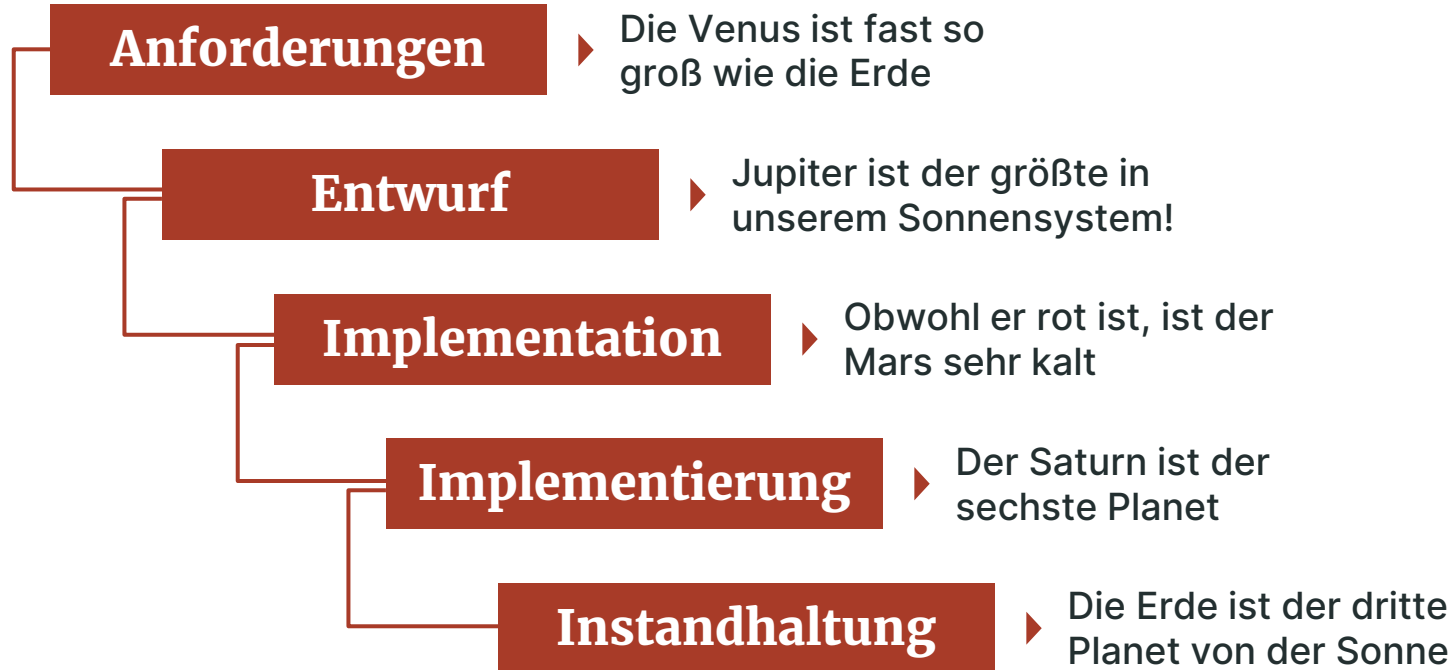 Anforderungen
Die Venus ist fast so
groß wie die Erde
Entwurf
Jupiter ist der größte in
unserem Sonnensystem!
Implementation
Obwohl er rot ist, ist der
Mars sehr kalt
Implementierung
Der Saturn ist der
sechste Planet
Instandhaltung
Die Erde ist der dritte
Planet von der Sonne